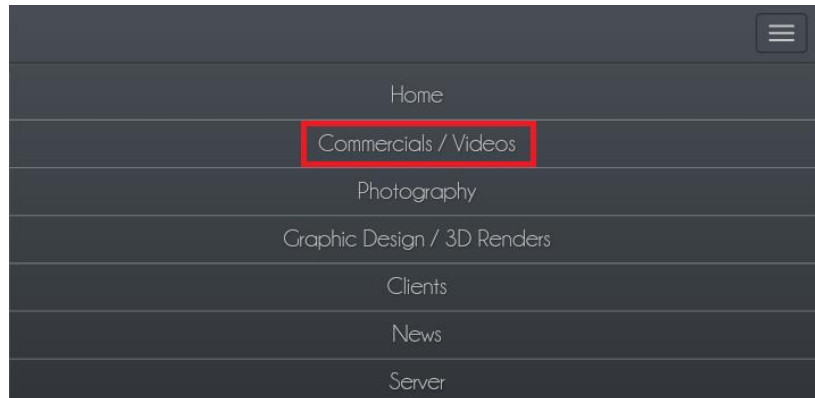 Home
Commercials / Videos
Photography
Graphic Design / 3D Renders
Clients
News
Server